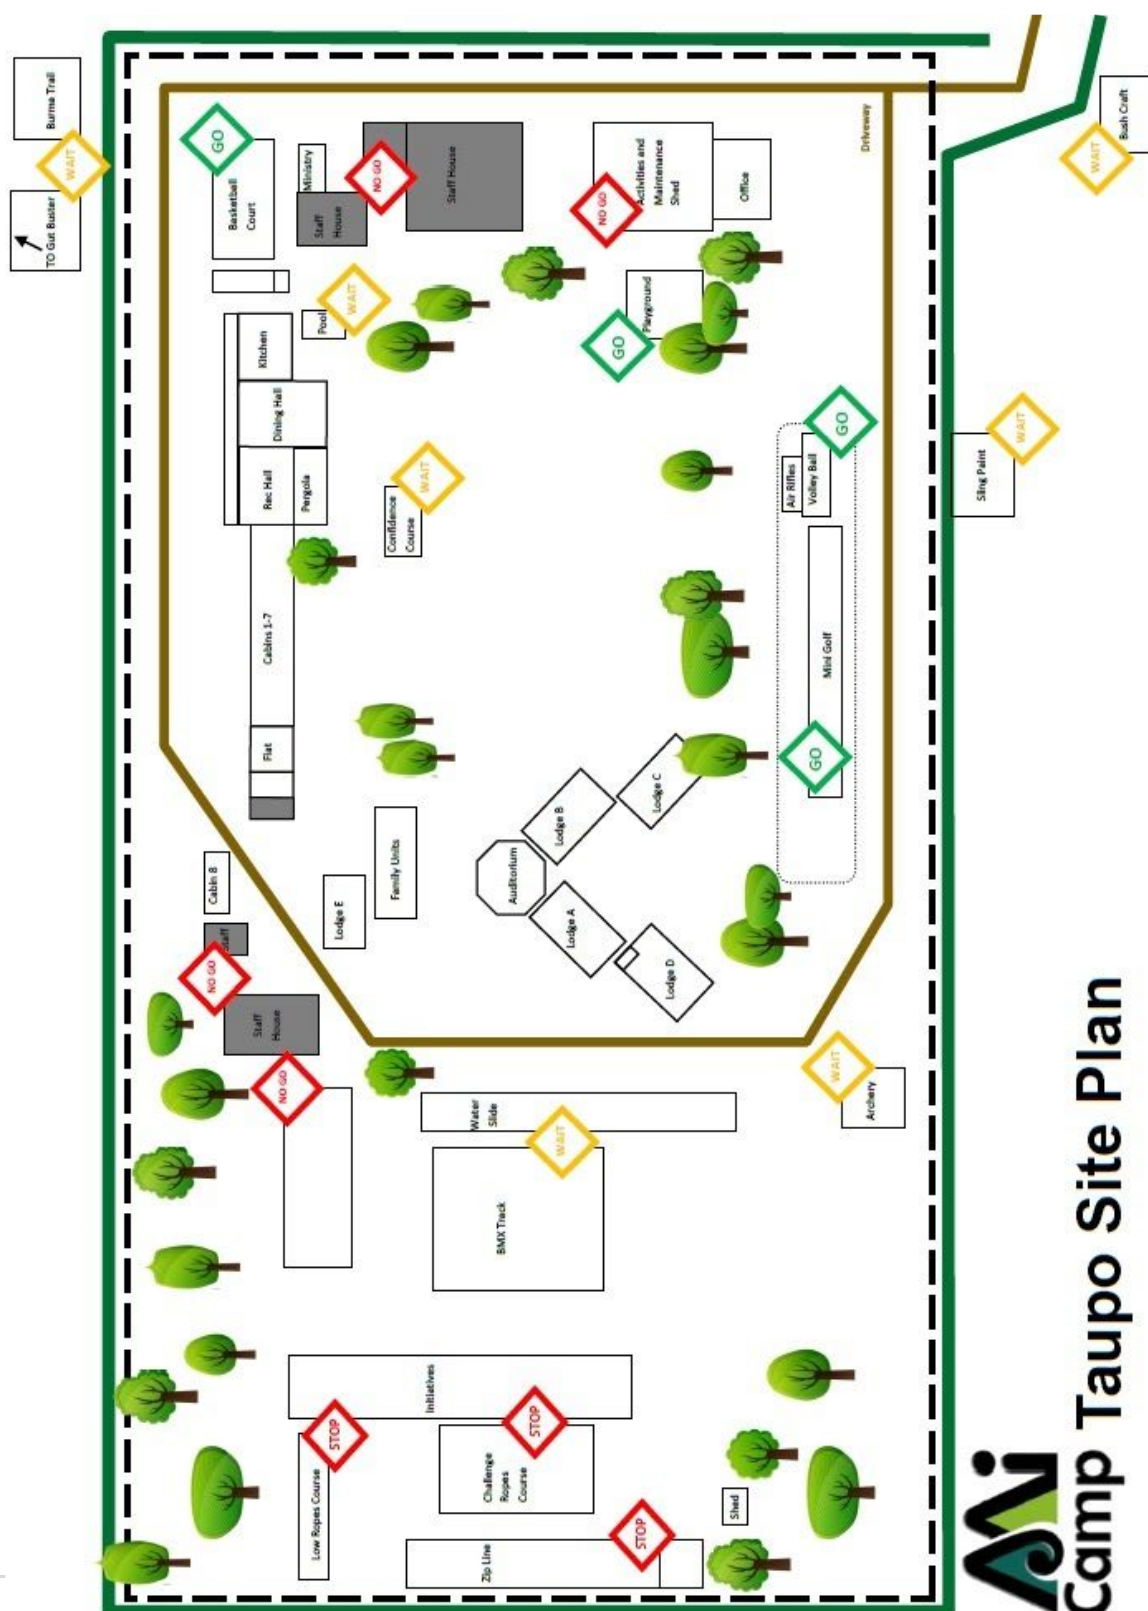 Burma Trail
WAIT
TO Gut Buster
GO
Basketball
Court
Ministry
Staff
House
NO GO
Staff House
Activities and
Maintenance
Shed
NO GO
Office
Driveway
Bush Craft
WAIT
Pool
WAIT
Playground
GO
Kitchen
Dining Hall
Rec Hall
Pergola
Confidence
Course
WAIT
Air Rifles
Volley Ball
GO
Sling Paint
WAIT
Cabins 1-7
Flat
Mini Golf
GO
Cabin 8
Staff
NO GO
Lodge E
Family Units
Auditorium
Lodge B
Lodge C
Lodge A
Lodge D
Staff
House
NO GO
Water
Slide
WAIT
BMX Track
Archery
WAIT
Initiatives
Low Ropes Course
STOP
Challenge
Ropes
Course
STOP
Zip Line
STOP
Shed
Camp Taupo Site Plan